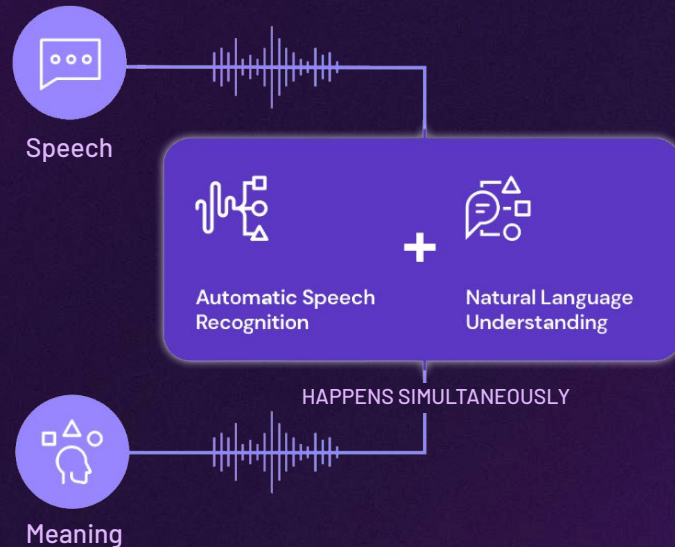 Speech
Automatic Speech
Recognition
+
Natural Language
Understanding
HAPPENS SIMULTANEOUSLY
Meaning